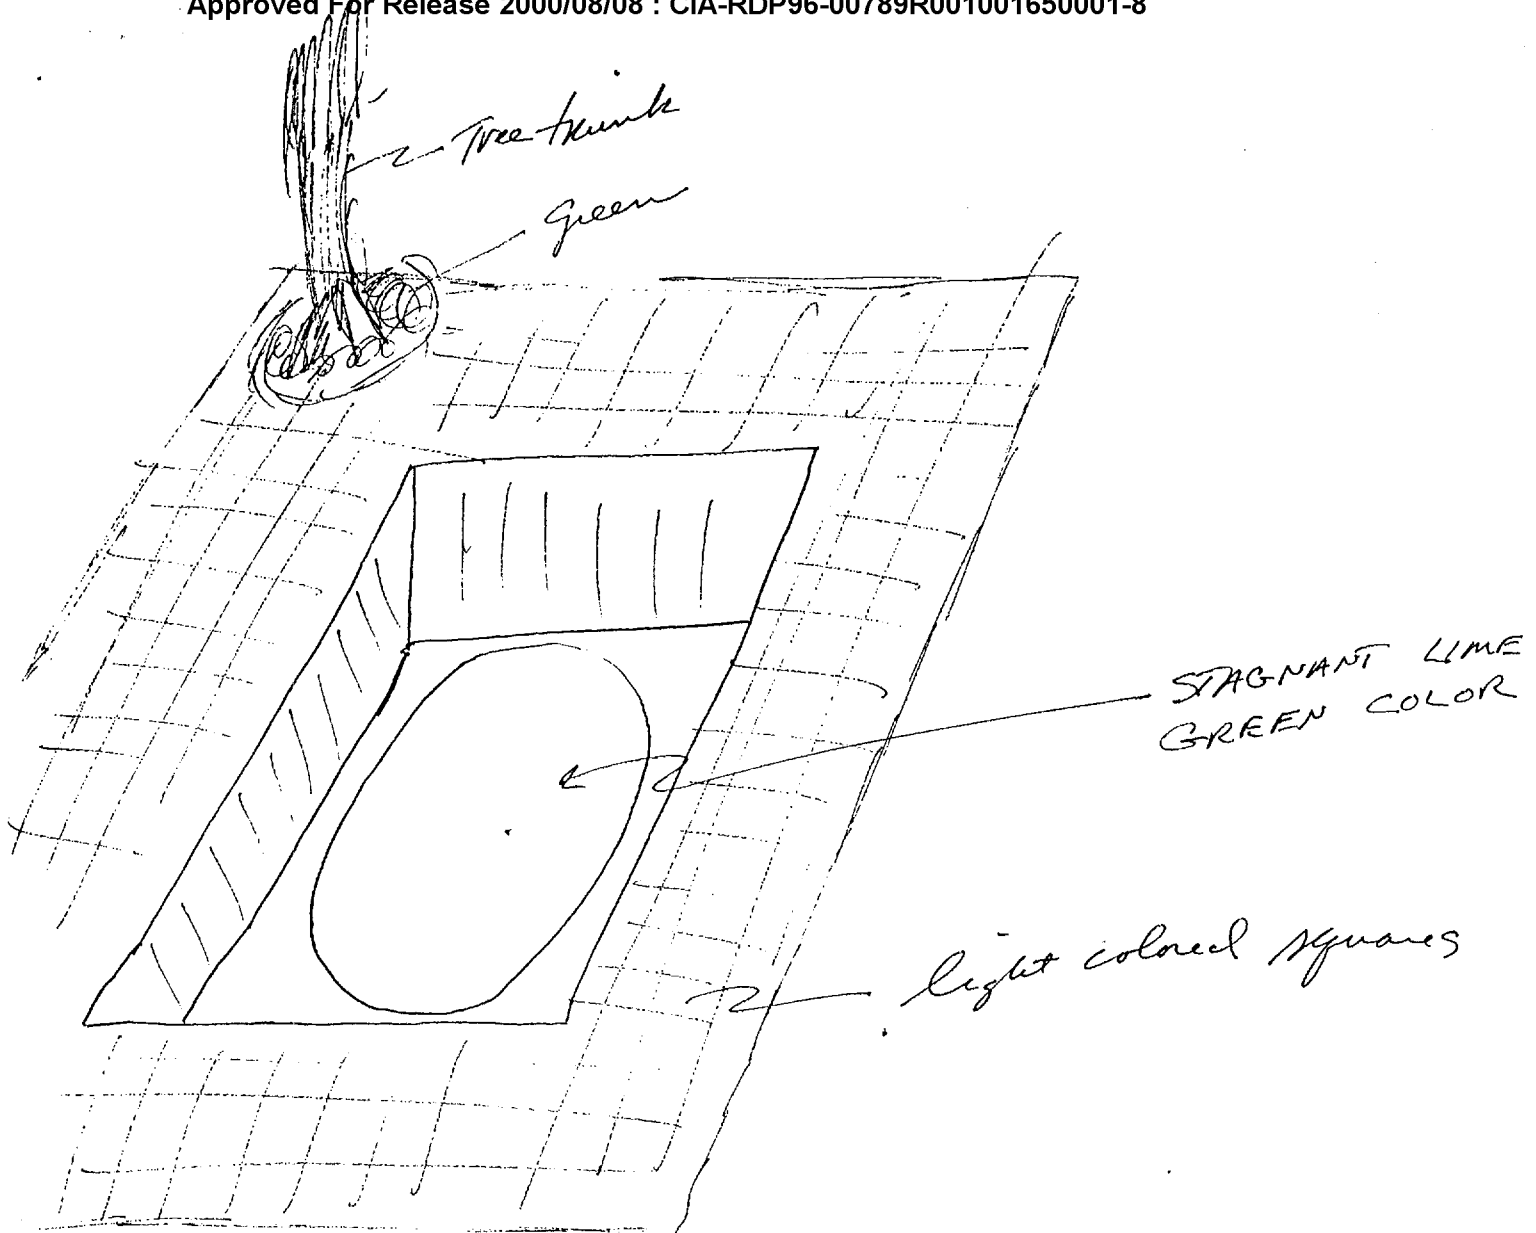 Approved For Release 2000/08/08 : CIA-RDP96-00789R001001650001-8
Tree trunk
Green
STAGNANT LIME
GREEN COLOR
light colored squares